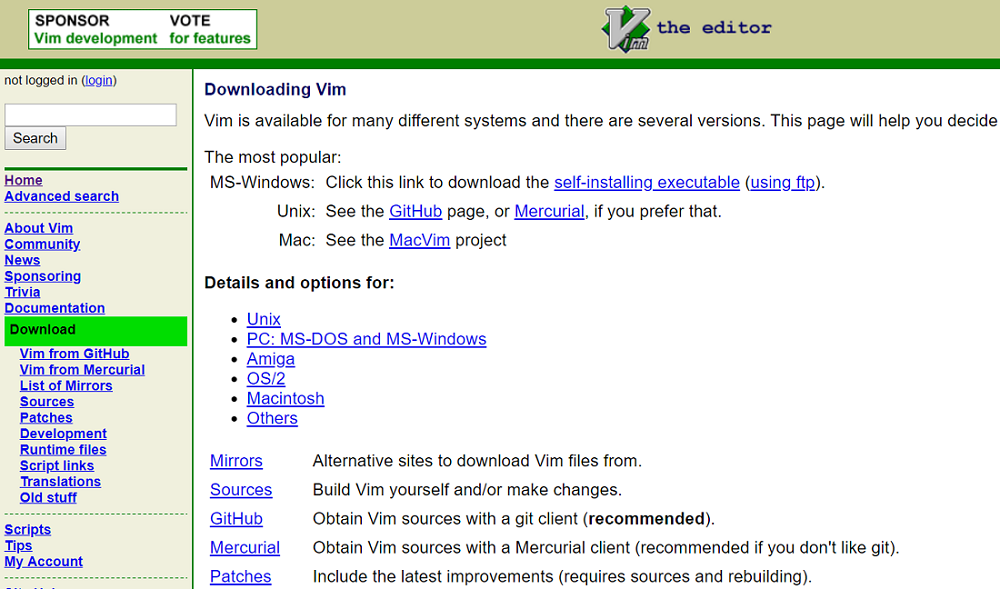 SPONSOR VOTE
Vim development for features
Vim the editor
not logged in (login)
Search
Home
Advanced search
About Vim
Community
News
Sponsoring
Trivia
Documentation
Download
Vim from GitHub
Vim from Mercurial
List of Mirrors
Sources
Patches
Development
Runtime files
Script links
Translations
Old stuff
Scripts
Tips
My Account
Downloading Vim
Vim is available for many different systems and there are several versions. This page will help you decide
The most popular:
MS-Windows: Click this link to download the self-installing executable (using ftp).
Unix: See the GitHub page, or Mercurial, if you prefer that.
Mac: See the MacVim project
Details and options for:
Unix
PC: MS-DOS and MS-Windows
Amiga
OS/2
Macintosh
Others
Mirrors Alternative sites to download Vim files from.
Sources Build Vim yourself and/or make changes.
GitHub Obtain Vim sources with a git client (recommended).
Mercurial Obtain Vim sources with a Mercurial client (recommended if you don't like git).
Patches Include the latest improvements (requires sources and rebuilding).